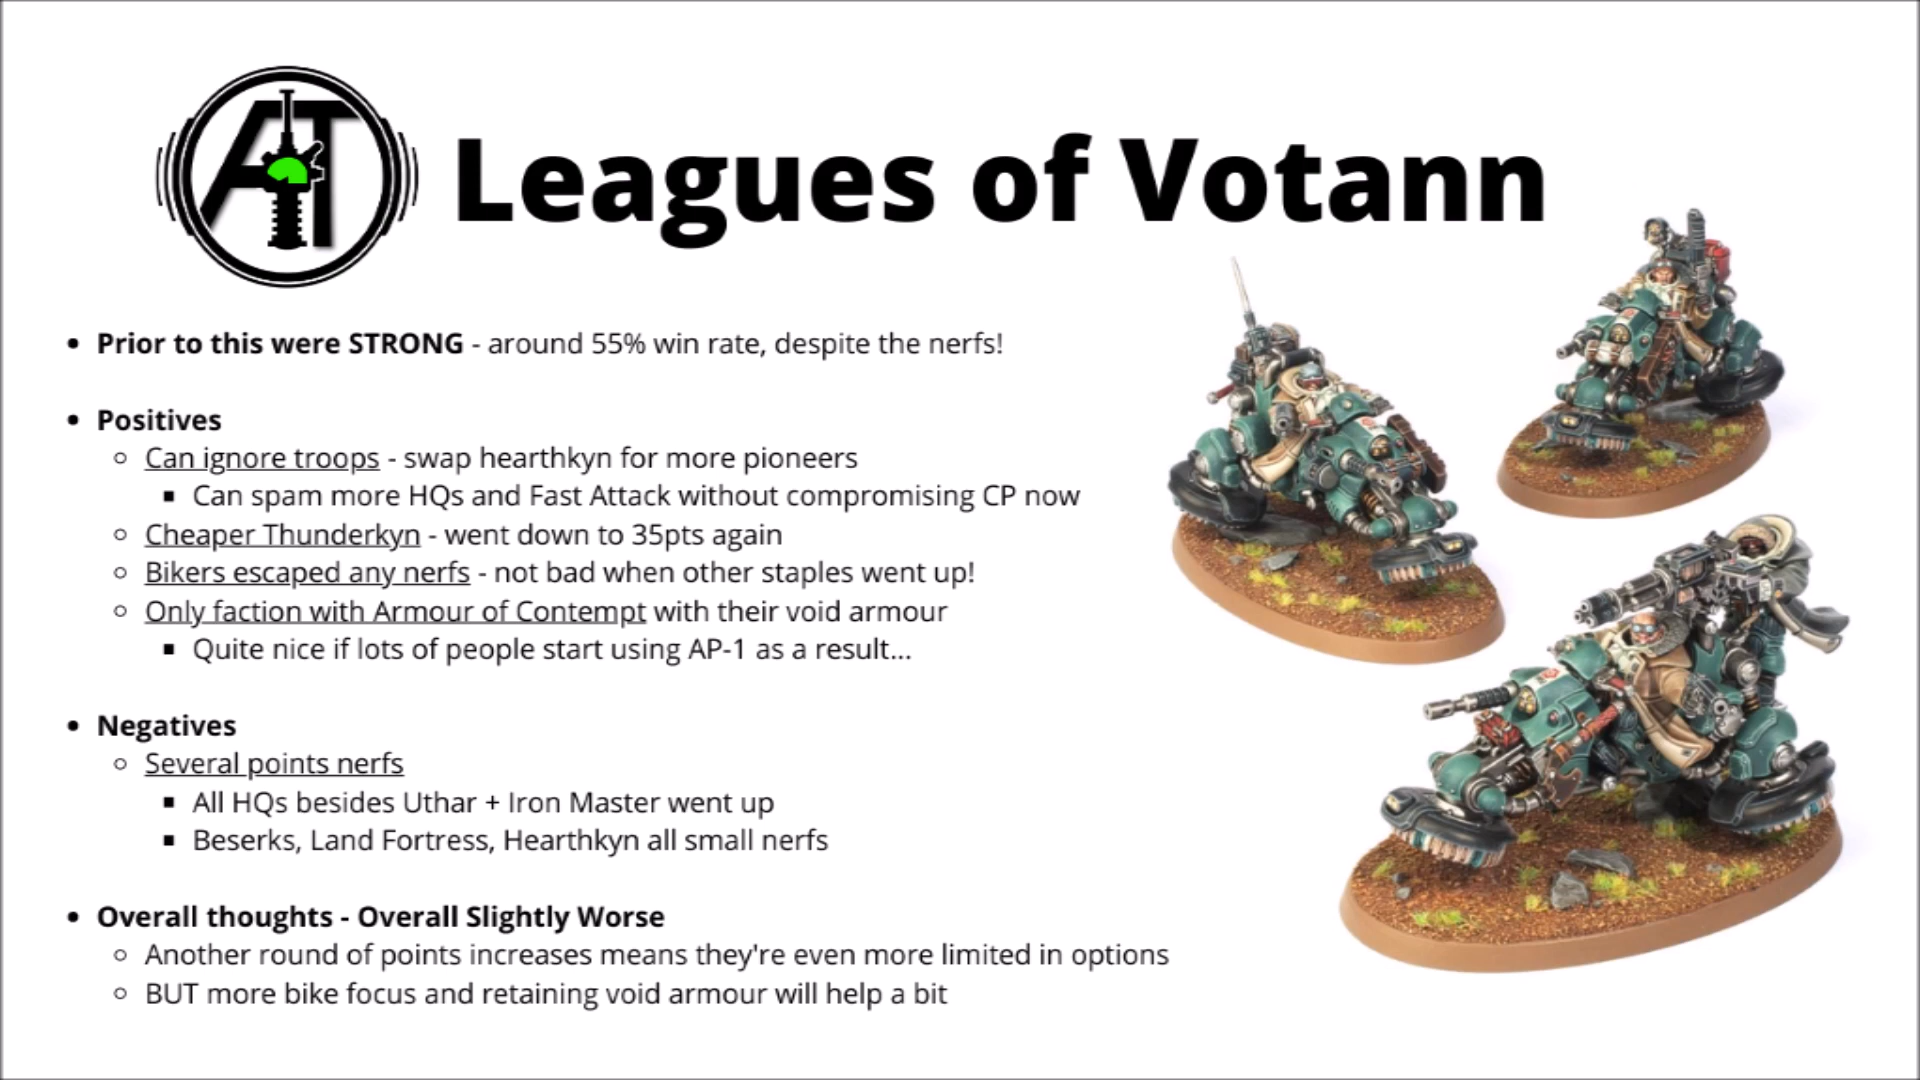 AT
Leagues of Votann
Prior to this were STRONG - around 55% win rate, despite the nerfs!
Positives
Can ignore troops - swap hearthkyn for more pioneers
Can spam more HQs and Fast Attack without compromising CP now
Cheaper Thunderkyn - went down to 35pts again
Bikers escaped any nerfs - not bad when other staples went up!
Only faction with Armour of Contempt with their void armour
Quite nice if lots of people start using AP-1 as a result...
Negatives
Several points nerfs
All HQs besides Uthar + Iron Master went up
Beserks, Land Fortress, Hearthkyn all small nerfs
Overall thoughts - Overall Slightly Worse
Another round of points increases means they're even more limited in options
BUT more bike focus and retaining void armour will help a bit